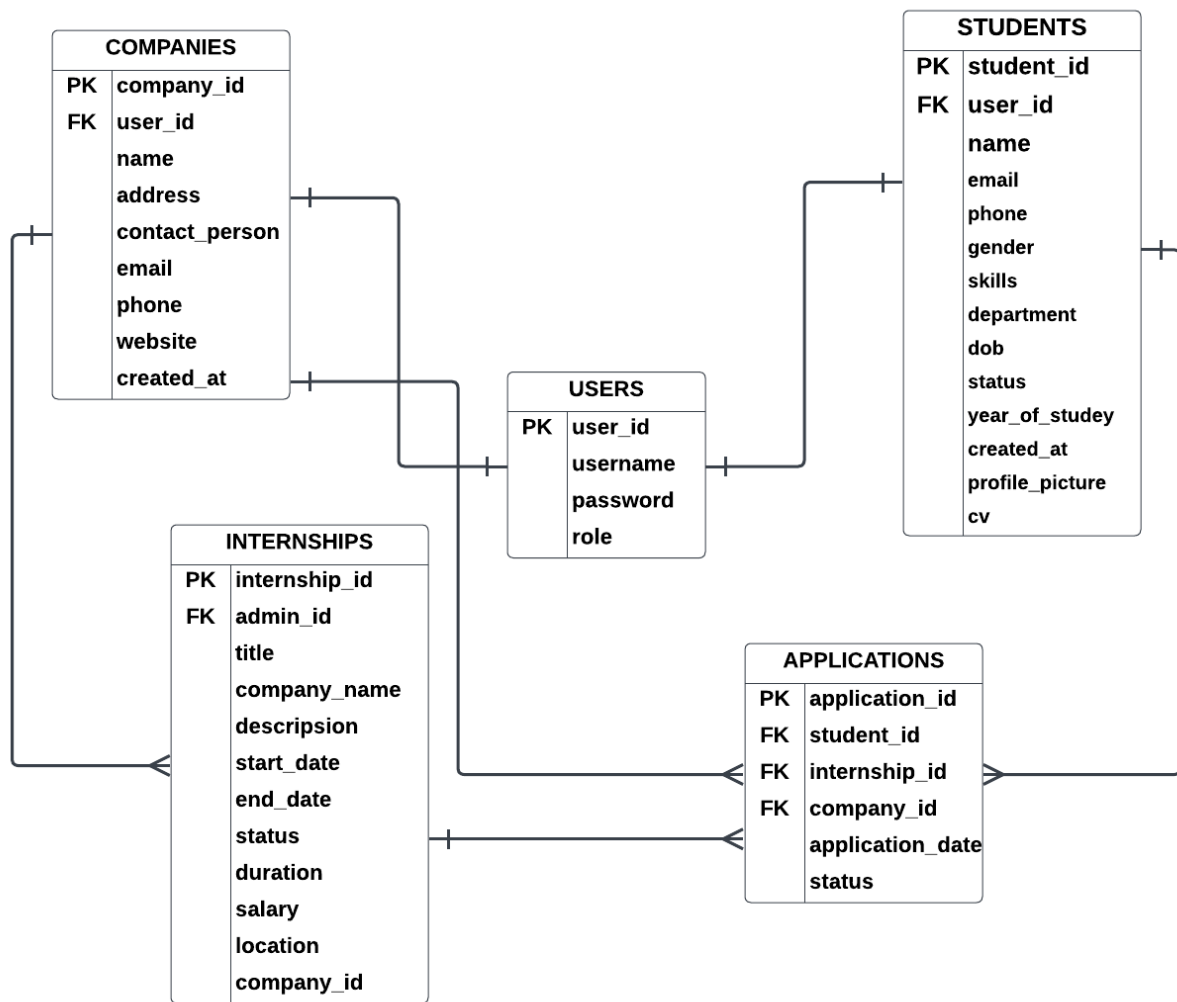 COMPANIES
PK company_id
FK user_id
name
address
contact_person
email
phone
website
created_at
STUDENTS
PK student_id
FK user_id
name
email
phone
gender
skills
department
dob
status
year_of_studey
created_at
profile_picture
cv
USERS
PK user_id
username
password
role
INTERNSHIPS
PK internship_id
FK admin_id
title
company_name
descripsion
start_date
end_date
status
duration
salary
location
company_id
APPLICATIONS
PK application_id
FK student_id
FK internship_id
FK company_id
application_date
status